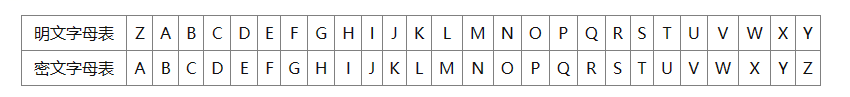 明文字母表 Z A B C D E F G H I J K L M N O P Q R S T U V W X Y
密文字母表 A B C D E F G H I J K L M N O P Q R S T U V W X Y Z